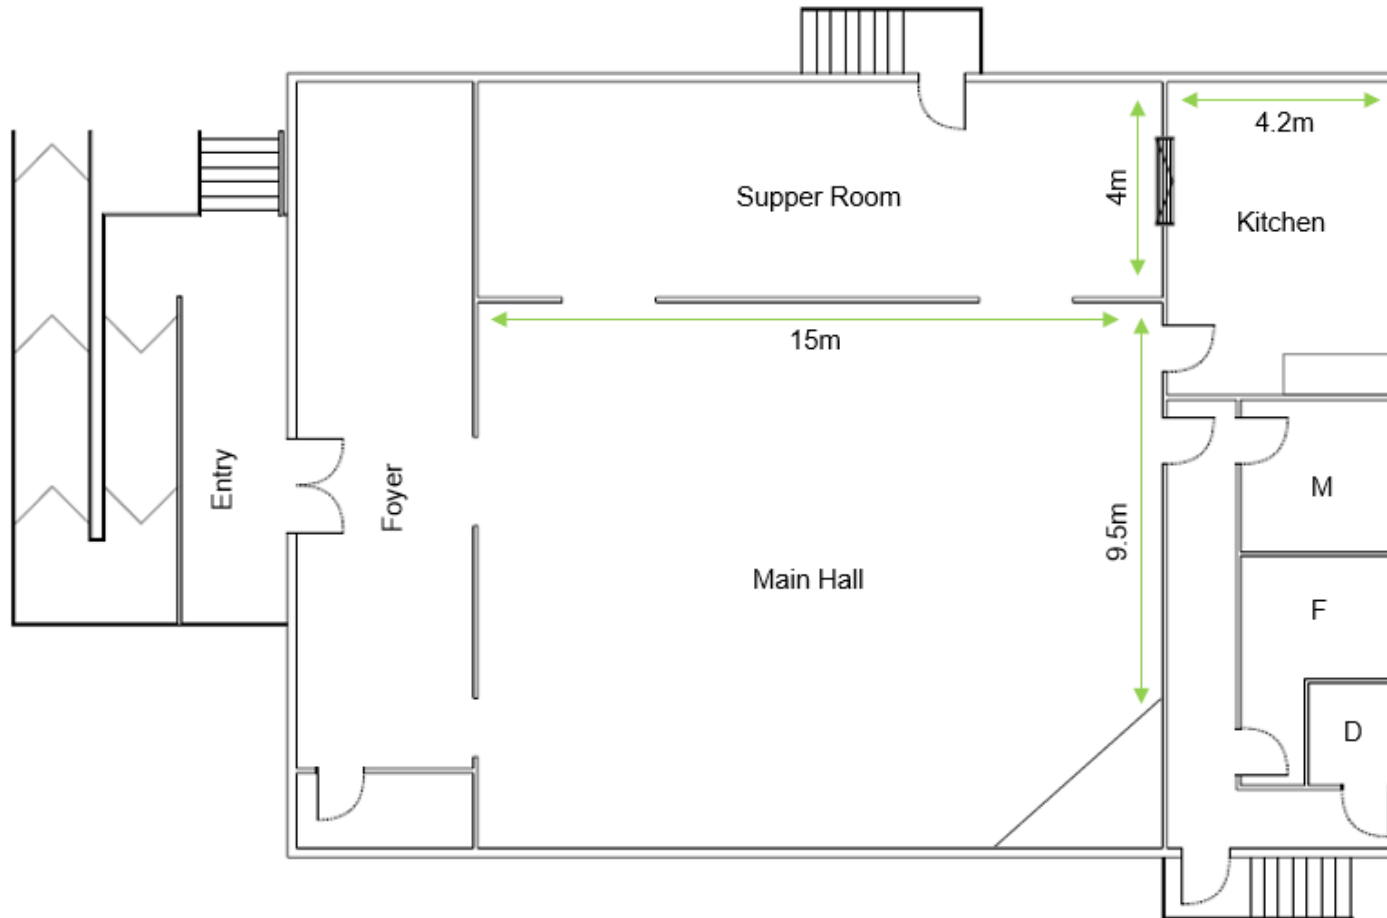 4.2m
4m
Supper Room
Kitchen
15m
Entry
Foyer
9.5m
M
Main Hall
F
D